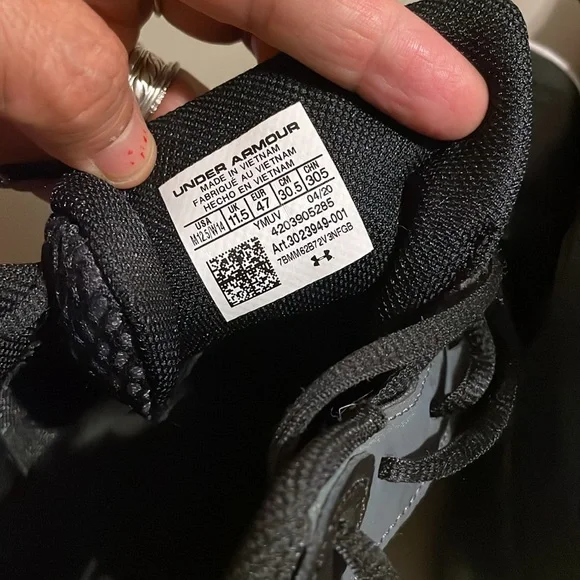 UNDER ARMOUR
MADE IN VIETNAM
FABRIQUÉ AU VIETNAM
HECHO EN VIETNAM
USA UK EUR CM CHN
M12.5/W14 11.5 47 30.5 305
YMUV 04/20
4203905285
Art.3023949-001
7BMM62B72V3NFGB